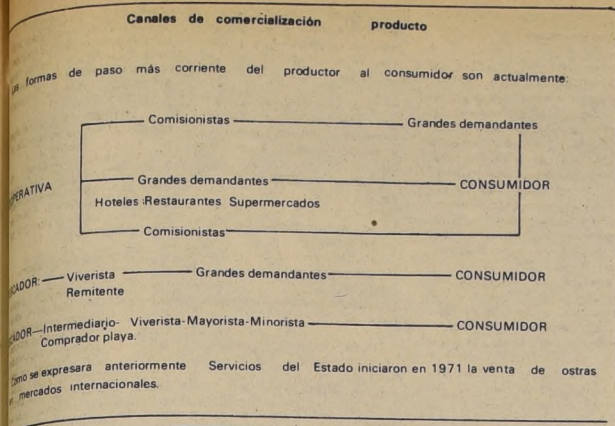 Canales de comercialización producto
formas de paso más corriente del productor al consumidor son actualmente:
Comisionistas Grandes demandantes
Grandes demandantes CONSUMIDOR
Hoteles Restaurantes Supermercados
Comisionistas
Viverista Grandes demandantes CONSUMIDOR
Remitente
Intermediario- Viverista-Mayorista-Minorista CONSUMIDOR
Comprador playa.
se expresara anteriormente Servicios del Estado iniciaron en 1971 la venta de ostras
mercados internacionales.